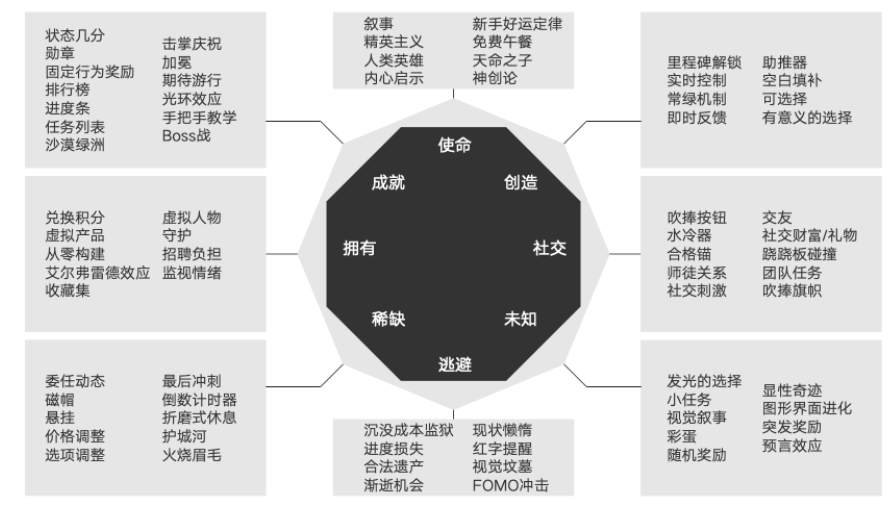 状态几分
勋章
固定行为奖励
排行榜
进度条
任务列表
沙漠绿洲
击掌庆祝
加冕
期待游行
光环效应
手把手教学
Boss战
叙事
精英主义
人类英雄
内心启示
新手好运定律
免费午餐
天命之子
神创论
里程碑解锁
实时控制
常绿机制
即时反馈
助推器
空白填补
可选择
有意义的选择
使命
成就
创造
拥有
社交
稀缺
未知
逃避
兑换积分
虚拟产品
从零构建
艾尔弗雷德效应
收藏集
虚拟人物
守护
招聘负担
监视情绪
吹捧按钮
水冷器
合格锚
师徒关系
社交刺激
交友
社交财富/礼物
跷跷板碰撞
团队任务
吹捧旗帜
委任动态
磁帽
悬挂
价格调整
选项调整
最后冲刺
倒数计时器
折磨式休息
护城河
火烧眉毛
沉没成本监狱
进度损失
合法遗产
渐逝机会
现状懒惰
红字提醒
视觉坟墓
FOMO冲击
发光的选择
小任务
视觉叙事
彩蛋
随机奖励
显性奇迹
图形界面进化
突发奖励
预言效应